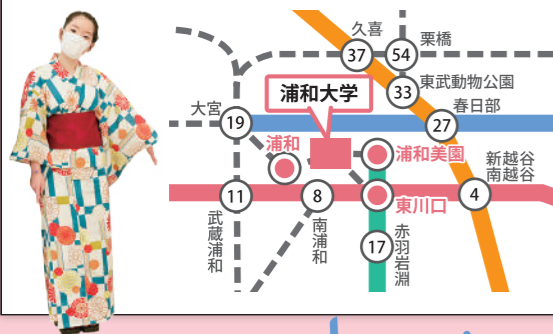 久喜
37
54
栗橋
33
東武動物公園
浦和大学
大宮
19
春日部
27
浦和
浦和美園
新越谷
南越谷
11
8
東川口
4
武蔵浦和
南浦和
17
赤羽岩淵